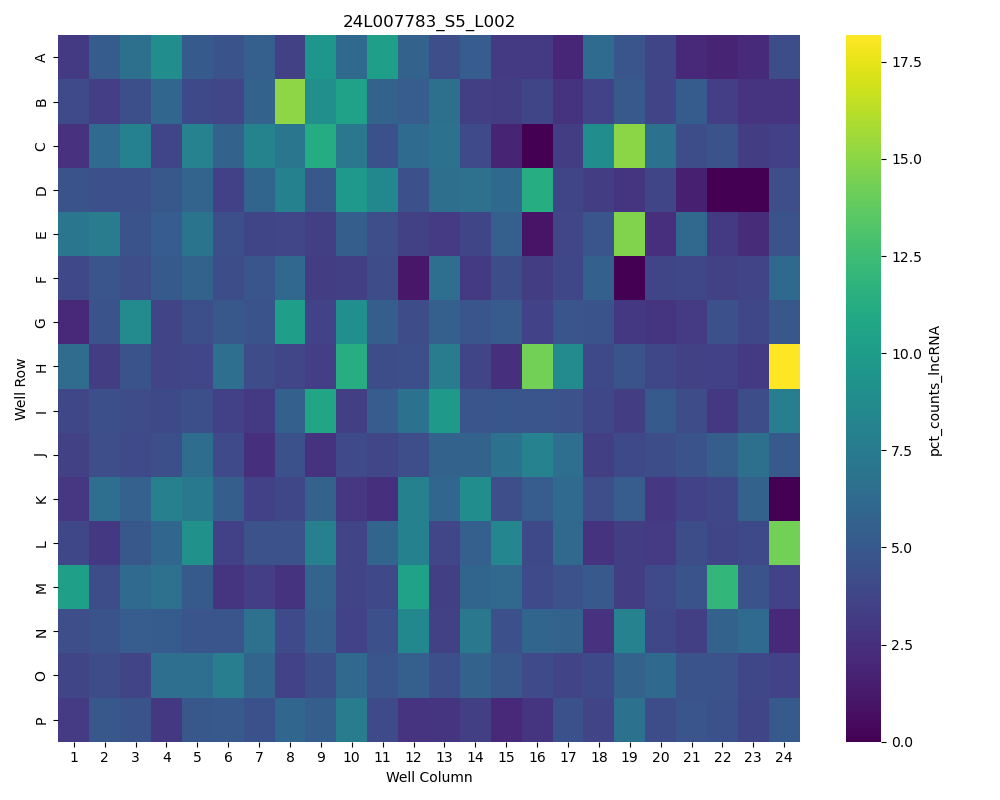 24L007783_S5_L002
Well Row
A
B
C
D
E
F
G
H
I
J
K
L
M
N
O
P
1 2 3 4 5 6 7 8 9 10 11 12 13 14 15 16 17 18 19 20 21 22 23 24
Well Column
17.5
15.0
12.5
10.0
7.5
5.0
2.5
0.0
pct_counts_lncRNA